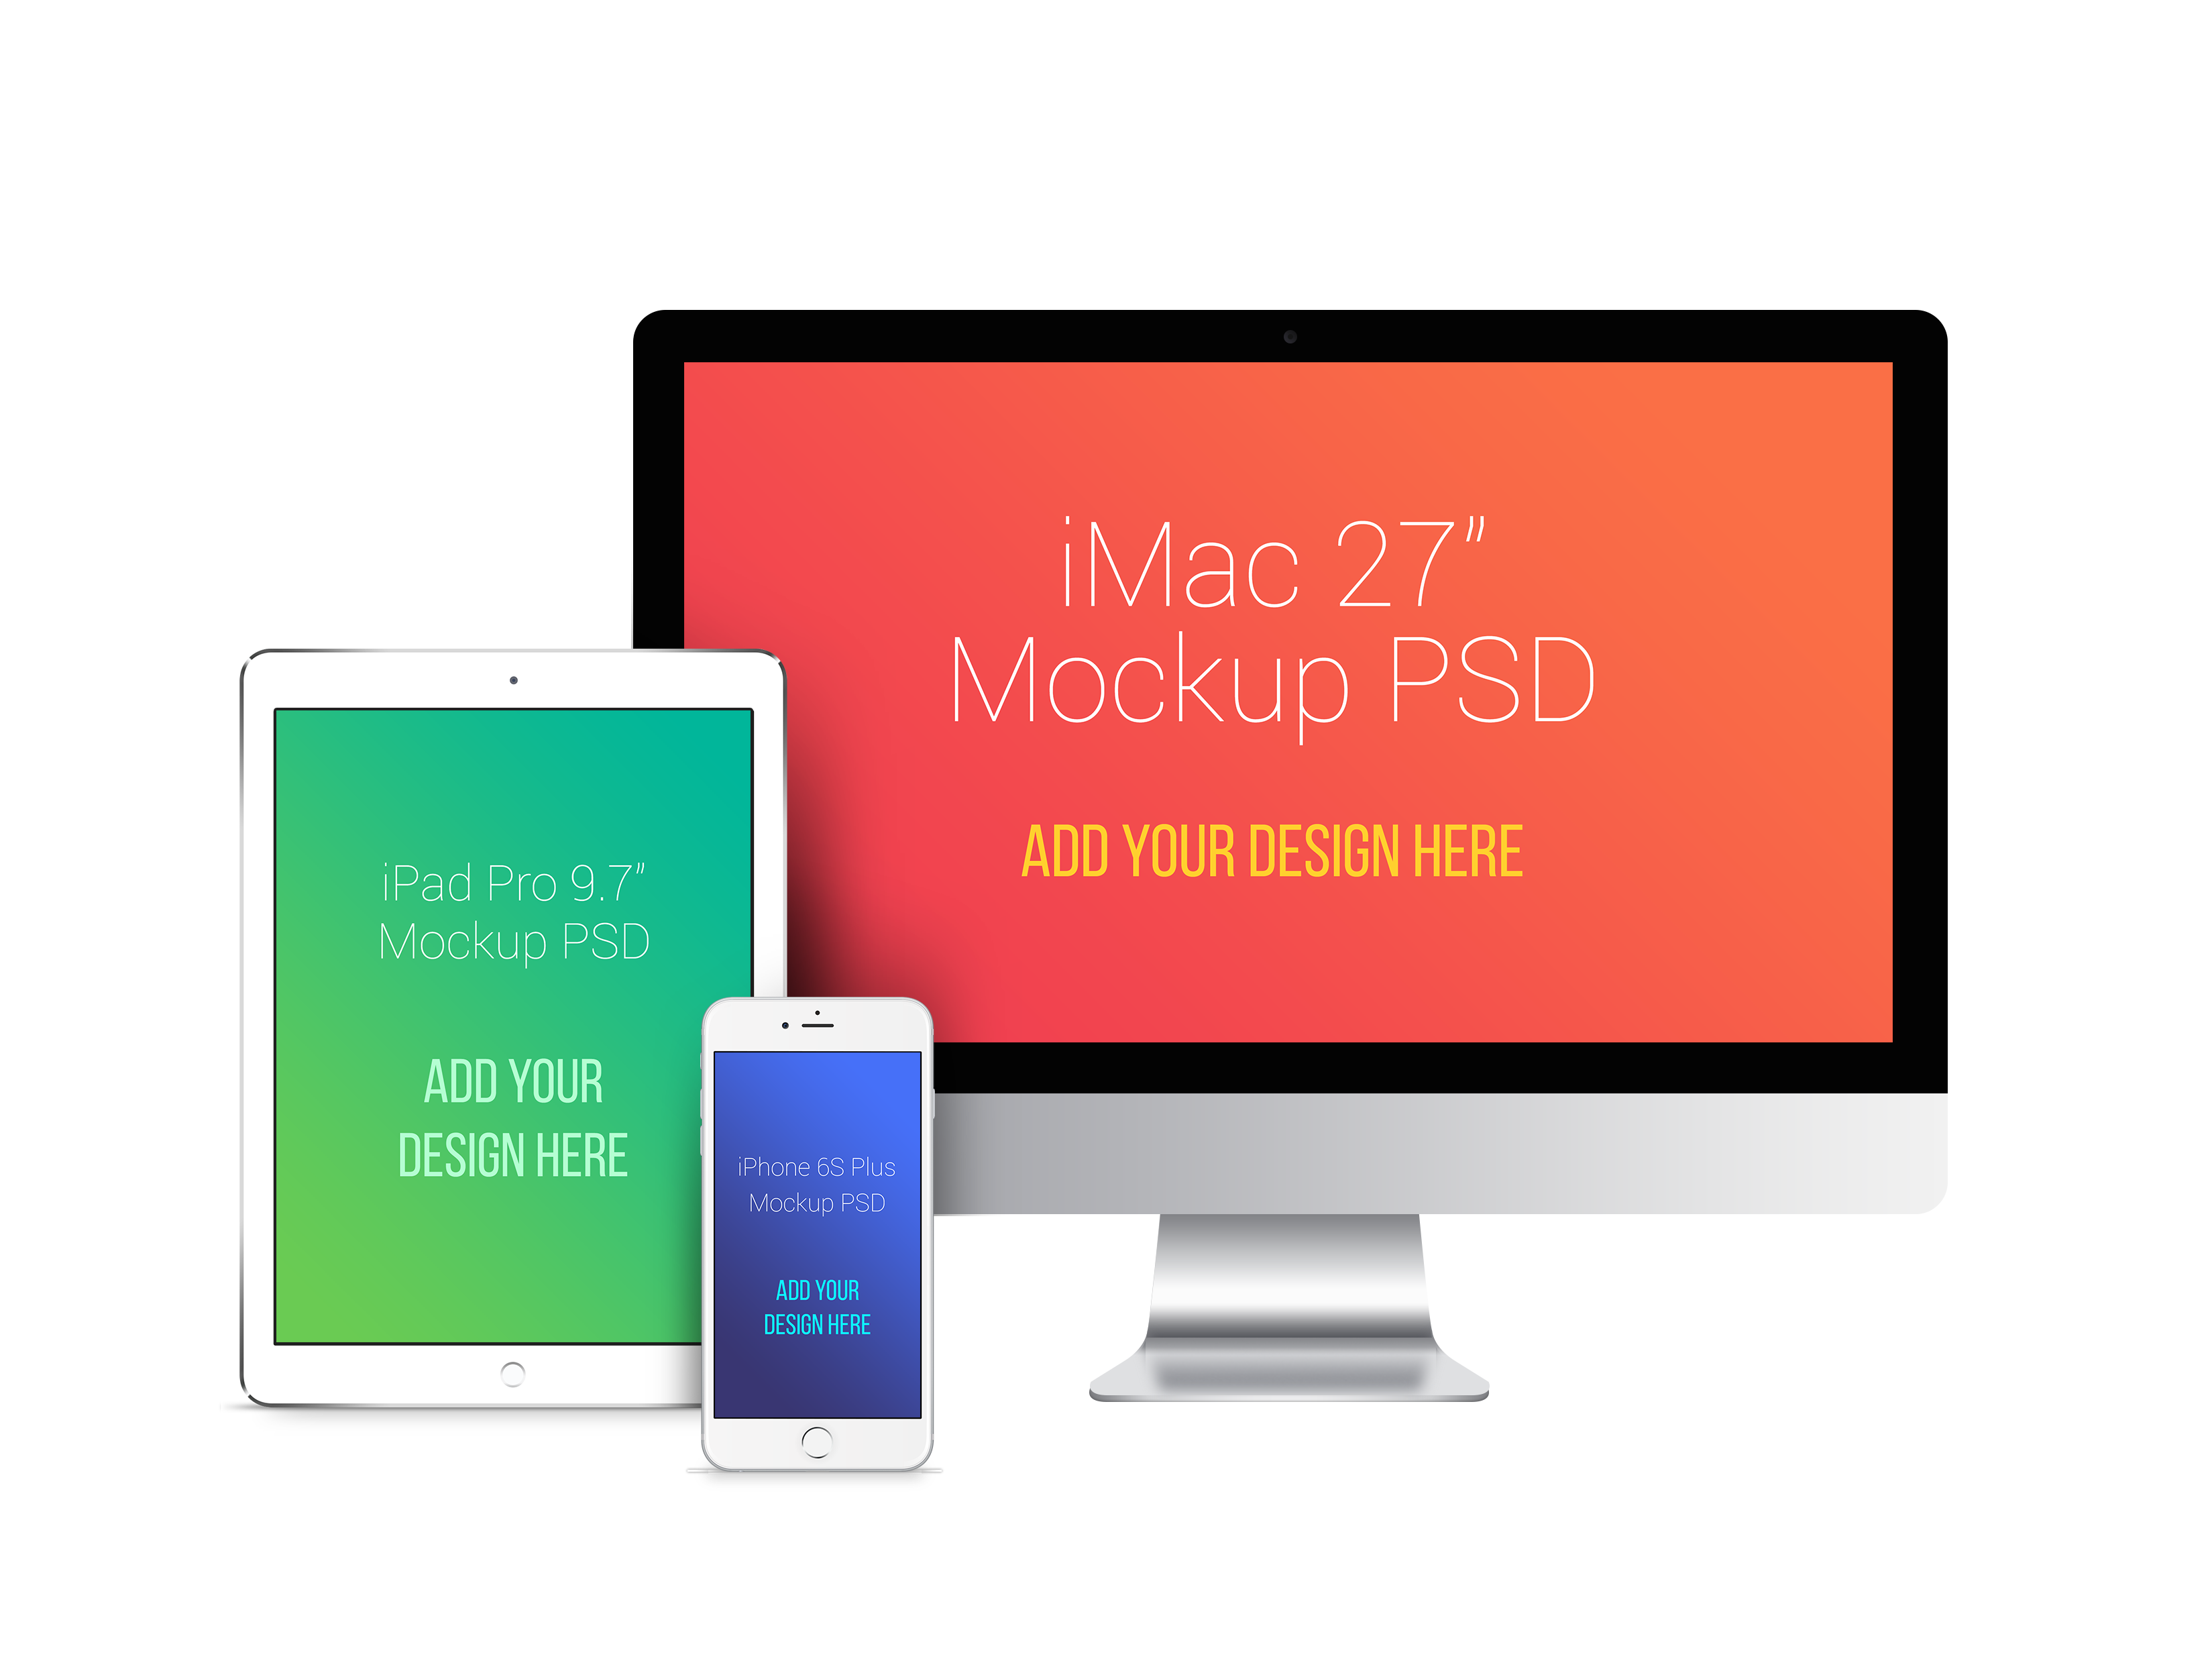 iMac 27”
Mockup PSD
ADD YOUR DESIGN HERE
iPad Pro 9.7”
Mockup PSD
ADD YOUR
DESIGN HERE
iPhone 6S Plus
Mockup PSD
ADD YOUR
DESIGN HERE